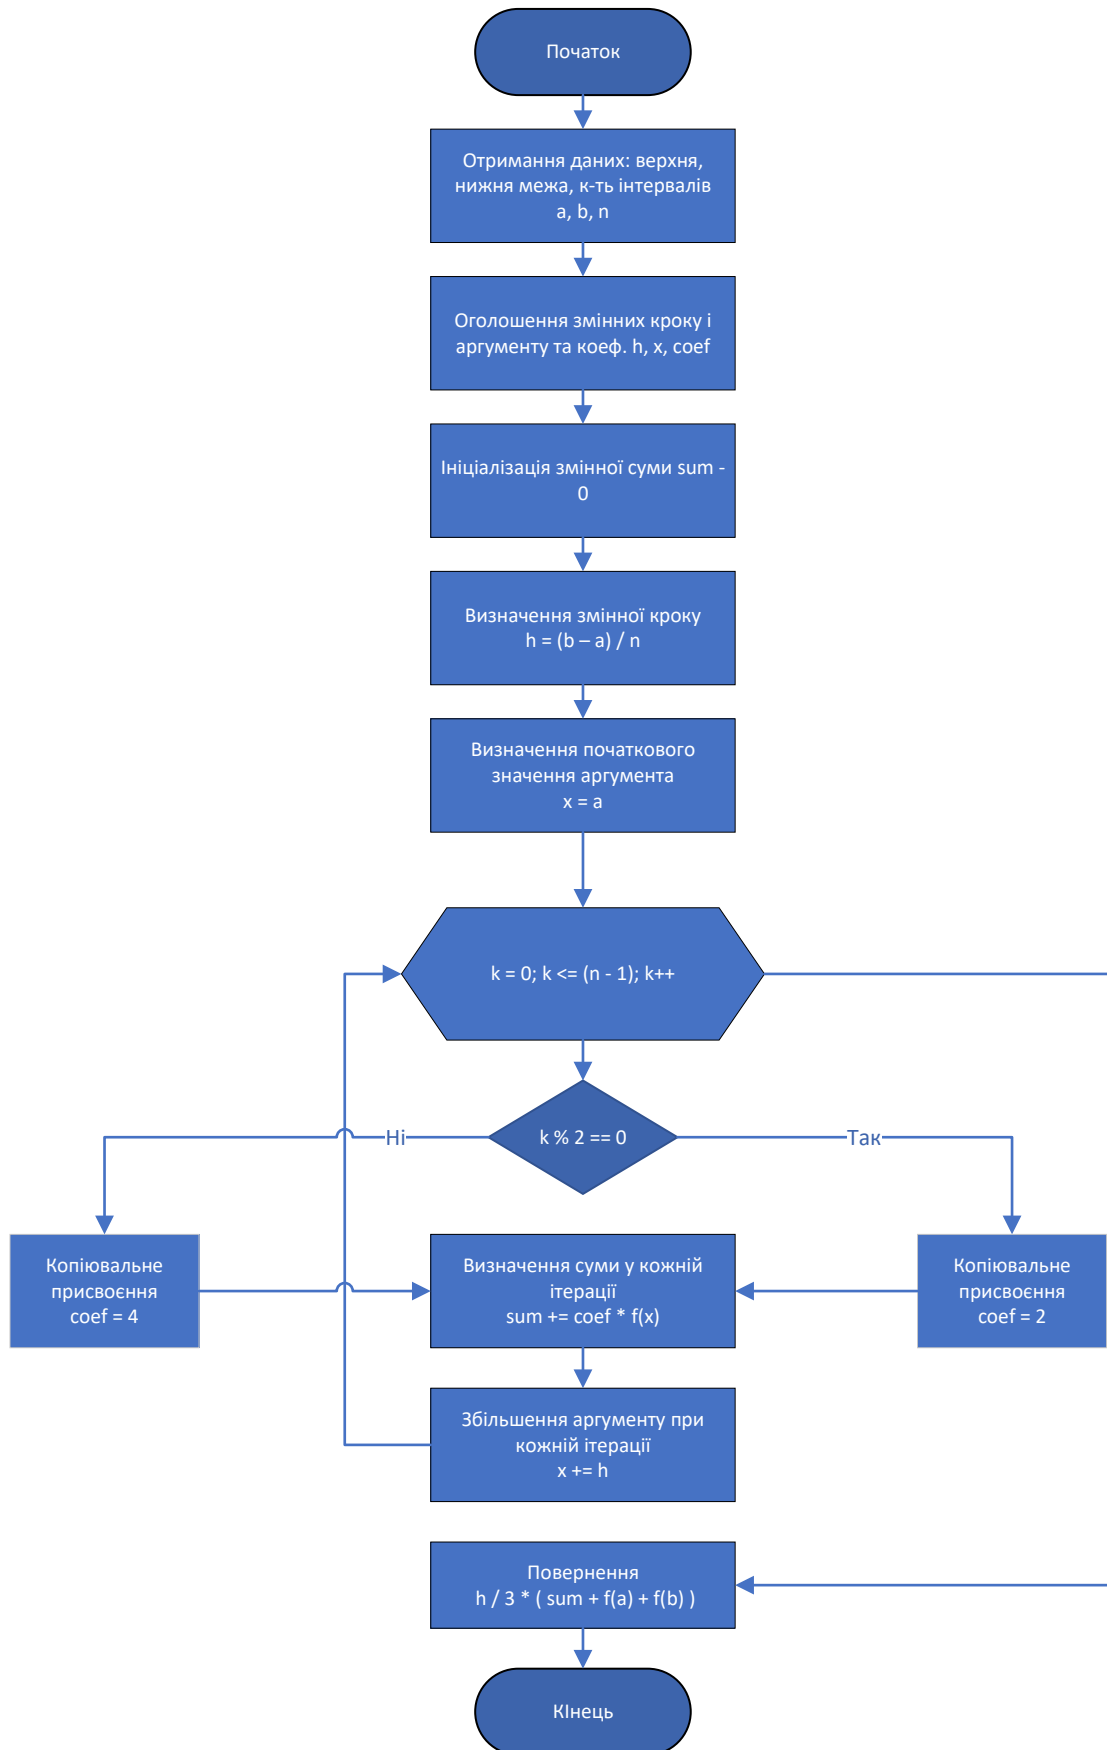 Початок
Отримання даних: верхня,
нижня межа, к-ть інтервалів
a, b, n
Оголошення змінних кроку і
аргументу та коеф. h, x, coef
Ініціалізація змінної суми sum -
0
Визначення змінної кроку
h = (b – a) / n
Визначення початкового
значення аргумента
x = a
k = 0; k <= (n - 1); k++
k % 2 == 0
Ні
Так
Копіювальне
присвоєння
coef = 4
Визначення суми у кожній
ітерації
sum += coef * f(x)
Копіювальне
присвоєння
coef = 2
Збільшення аргументу при
кожній ітерації
x += h
Повернення
h / 3 * ( sum + f(a) + f(b) )
КІнець